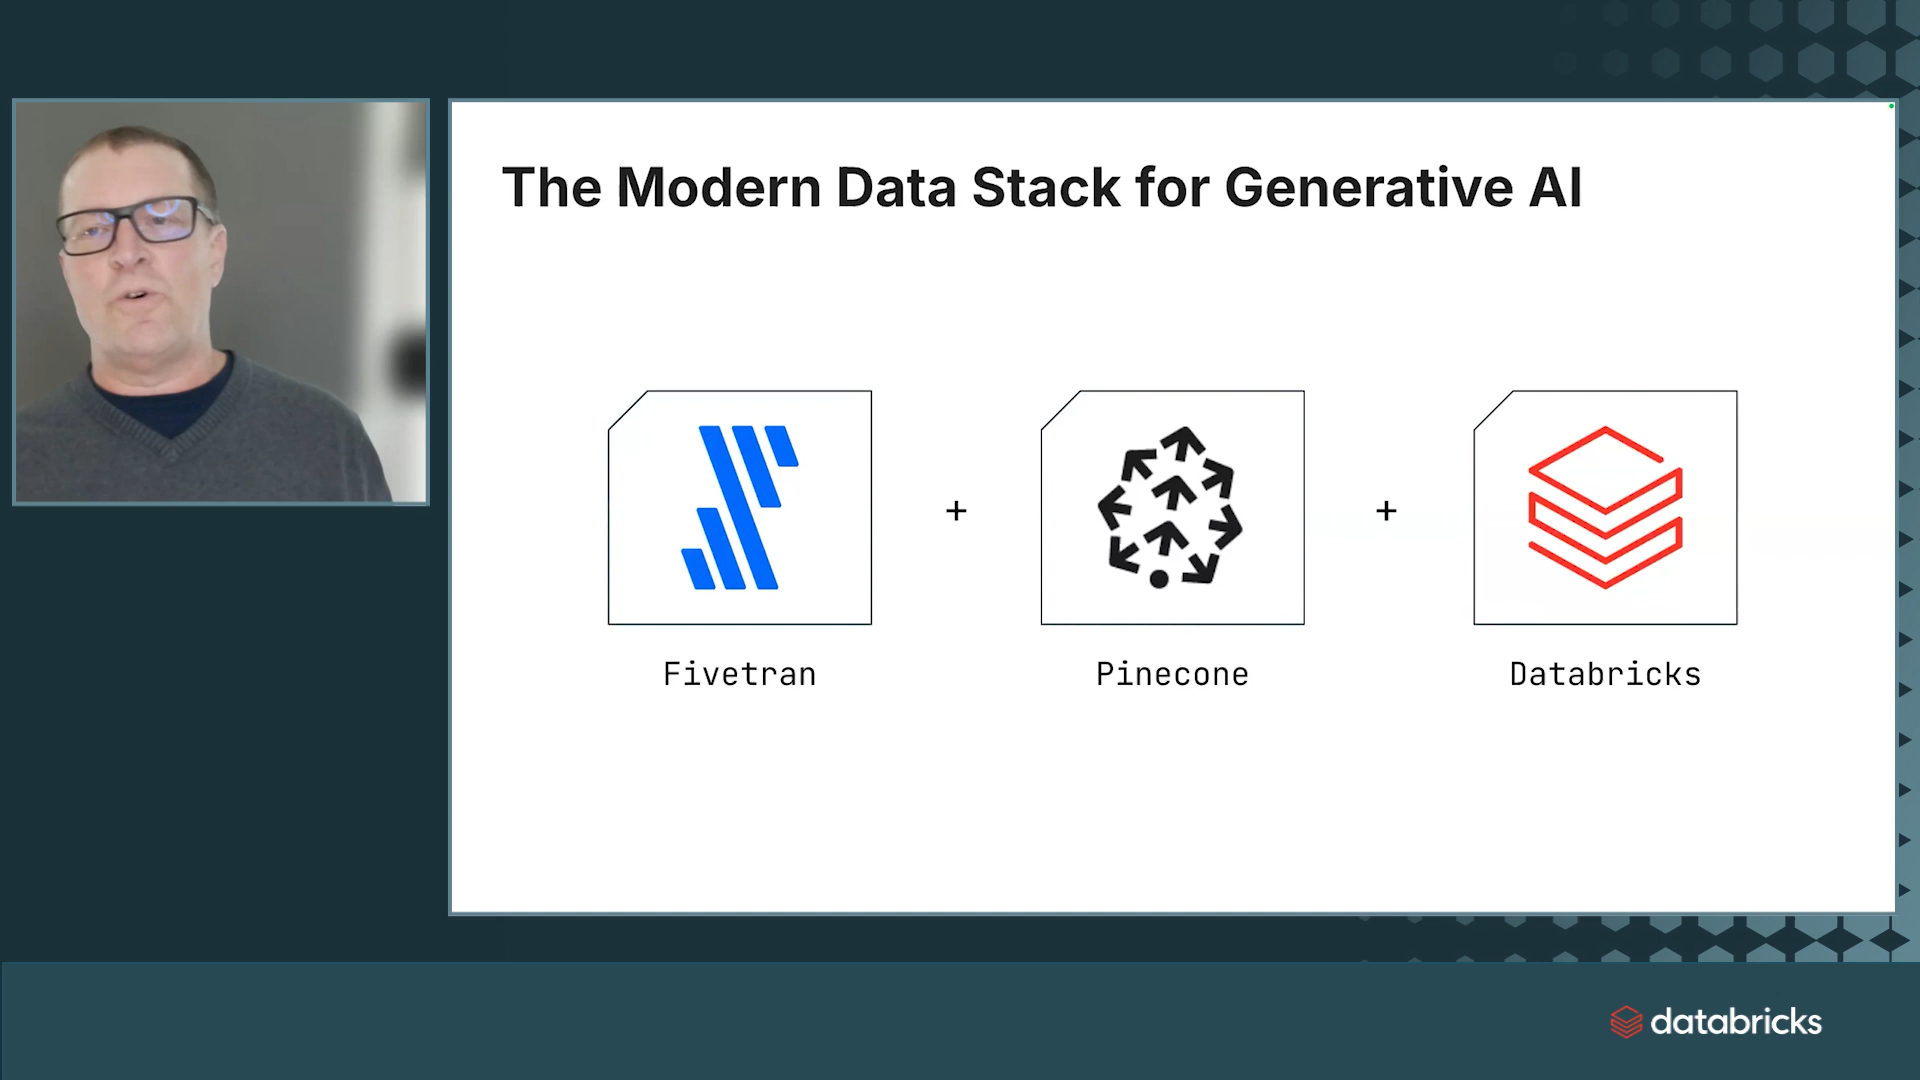 The Modern Data Stack for Generative AI
+
+
Fivetran
Pinecone
Databricks
databricks